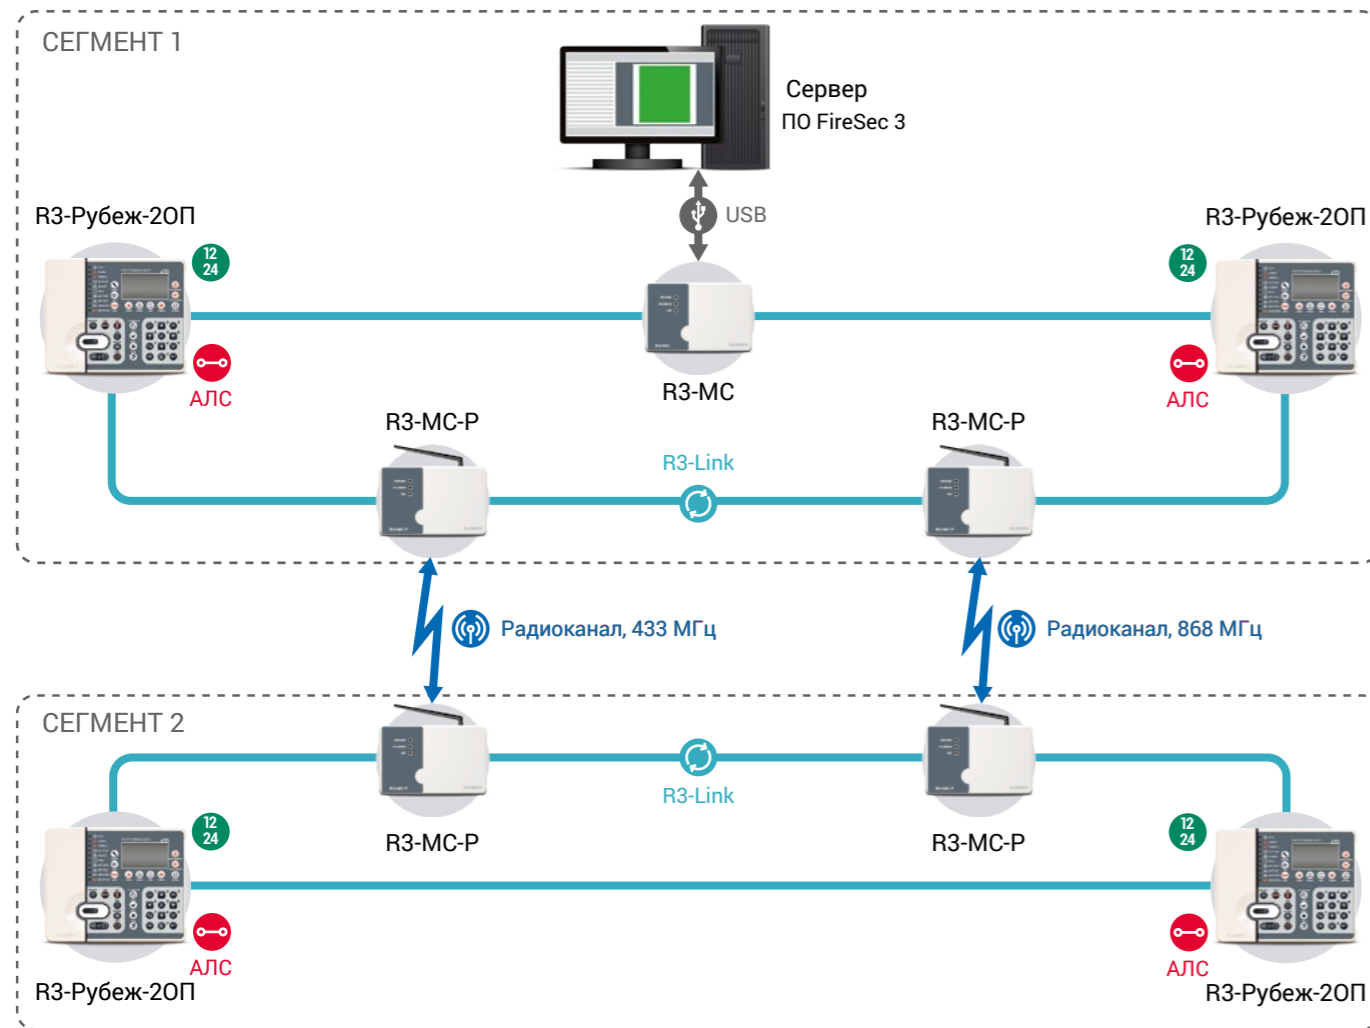 СЕГМЕНТ 1
Сервер
ПО FireSec 3
USB
R3-Рубеж-2ОП
12
24
АЛС
R3-МС
R3-Рубеж-2ОП
12
24
АЛС
R3-МС-Р
R3-Link
R3-МС-Р
Радиоканал, 433 МГц
Радиоканал, 868 МГц
СЕГМЕНТ 2
R3-Link
R3-МС-Р
R3-МС-Р
12
24
АЛС
R3-Рубеж-2ОП
12
24
АЛС
R3-Рубеж-2ОП